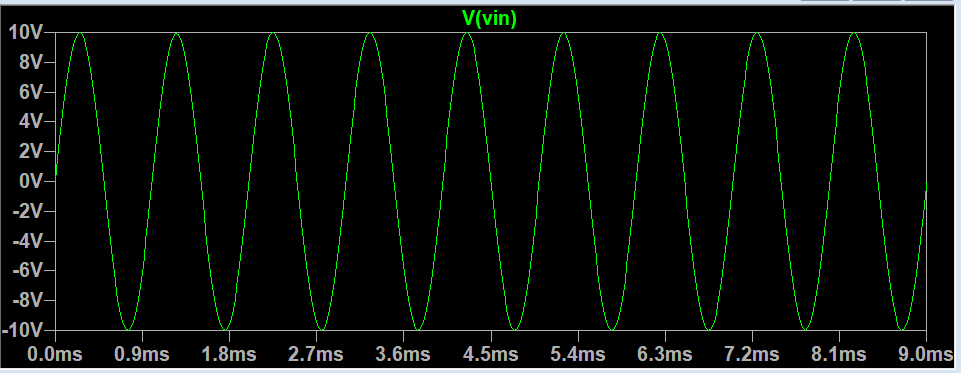 V(vin)
10V
8V
6V
4V
2V
0V
-2V
-4V
-6V
-8V
-10V
0.0ms 0.9ms 1.8ms 2.7ms 3.6ms 4.5ms 5.4ms 6.3ms 7.2ms 8.1ms 9.0ms